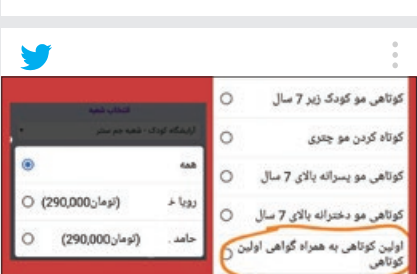 انتخاب شعبه
آرایشگاه کودک - شعبه جم سنتر
همه
رویا خ (290,000تومان)
حامد . (290,000تومان)
کوتاهی مو کودک زیر 7 سال
کوتاه کردن مو چتری
کوتاهی مو پسرانه بالای 7 سال
کوتاهی مو دخترانه بالای 7 سال
اولین کوتاهی به همراه گواهی اولین
کوتاهی